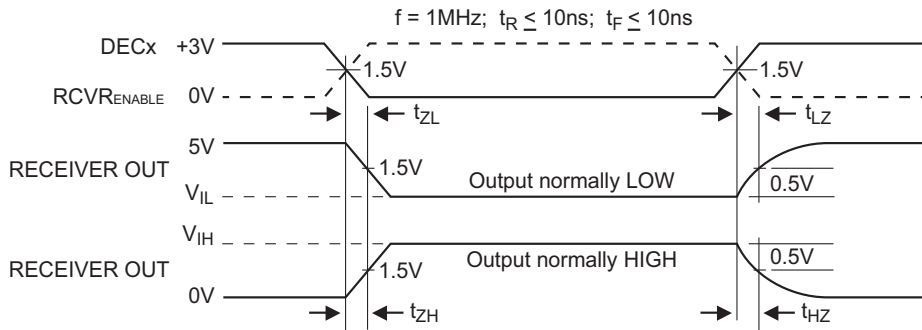 f = 1MHz; tR ≤ 10ns; tF ≤ 10ns
DECx +3V
1.5V
1.5V
RCVRENABLE 0V
tZL
tLZ
5V
RECEIVER OUT
1.5V
Output normally LOW
0.5V
VIL
VIH
0.5V
Output normally HIGH
RECEIVER OUT
1.5V
0V
tZH
tHZ